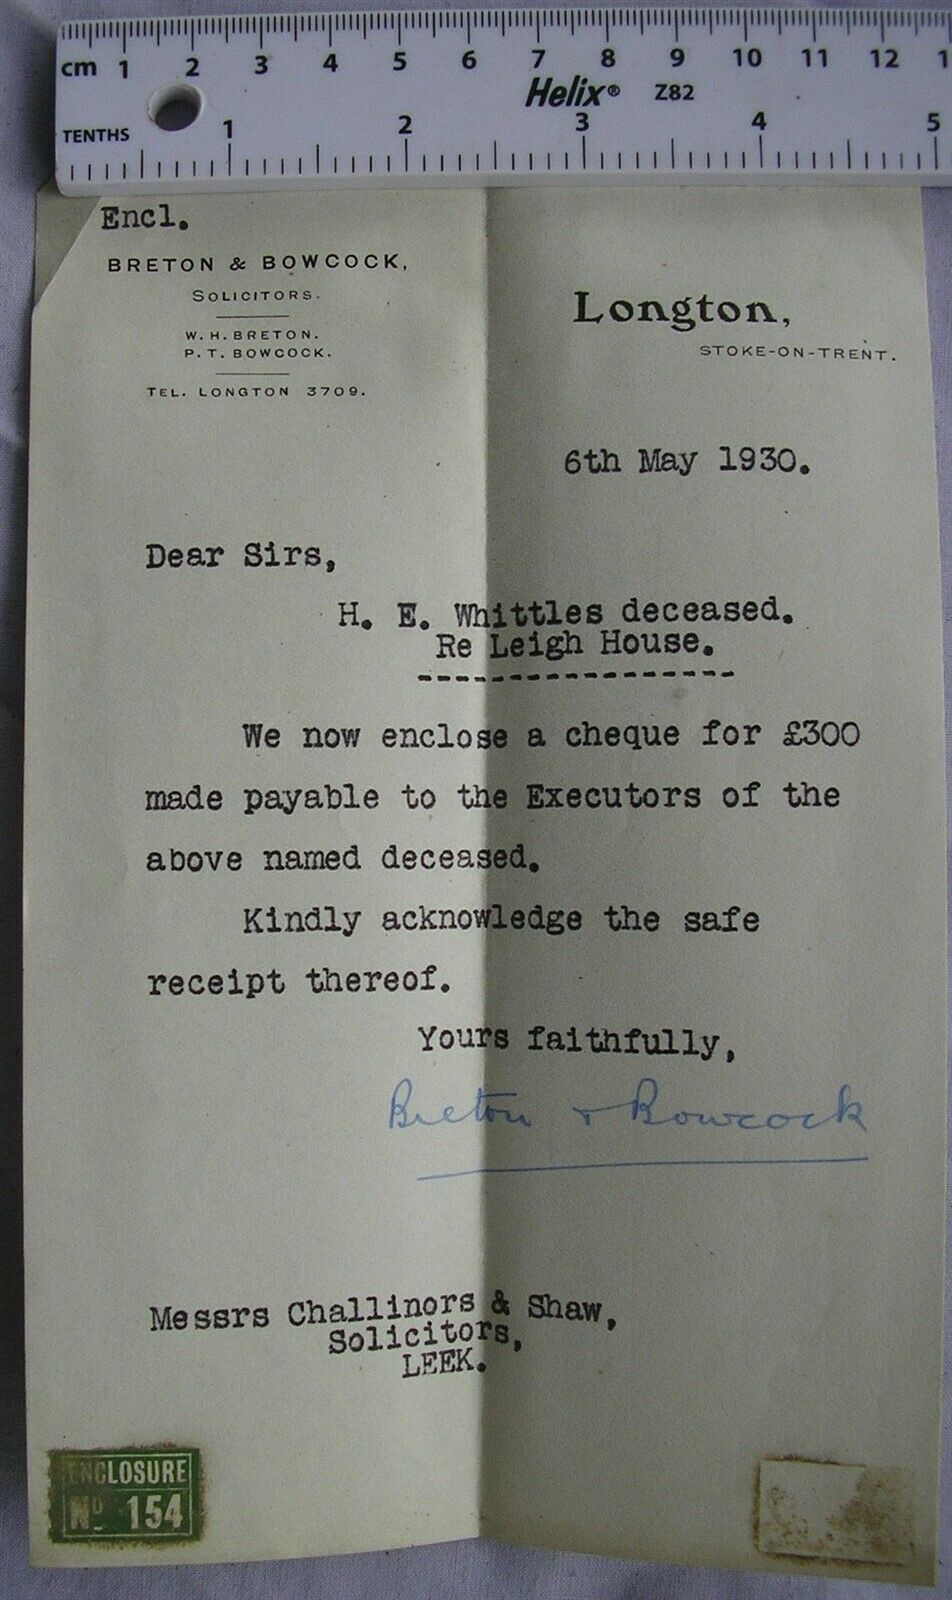 cm 1 2 3 4 5 6 7 8 9 10 11 12
Helix® Z82
TENTHS 1 2 3 4 5
Encl.
BRETON & BOWCOCK,
SOLICITORS.
W. H. BRETON.
P. T. BOWCOCK.
TEL. LONGTON 3709.
Longton,
STOKE-ON-TRENT.
6th May 1930.
Dear Sirs,
H. E. Whittles deceased.
Re Leigh House.
We now enclose a cheque for £300
made payable to the Executors of the
above named deceased.
Kindly acknowledge the safe
receipt thereof.
Yours faithfully,
Breton & Bowcock
Messrs Challinors & Shaw,
Solicitors,
LEEK.
ENCLOSURE
No 154